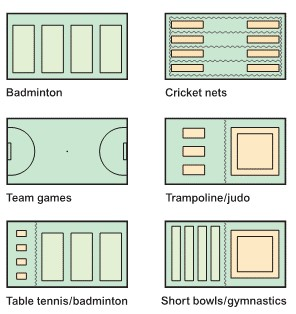 Badminton
Cricket nets
Team games
Trampoline/judo
Table tennis/badminton
Short bowls/gymnastics